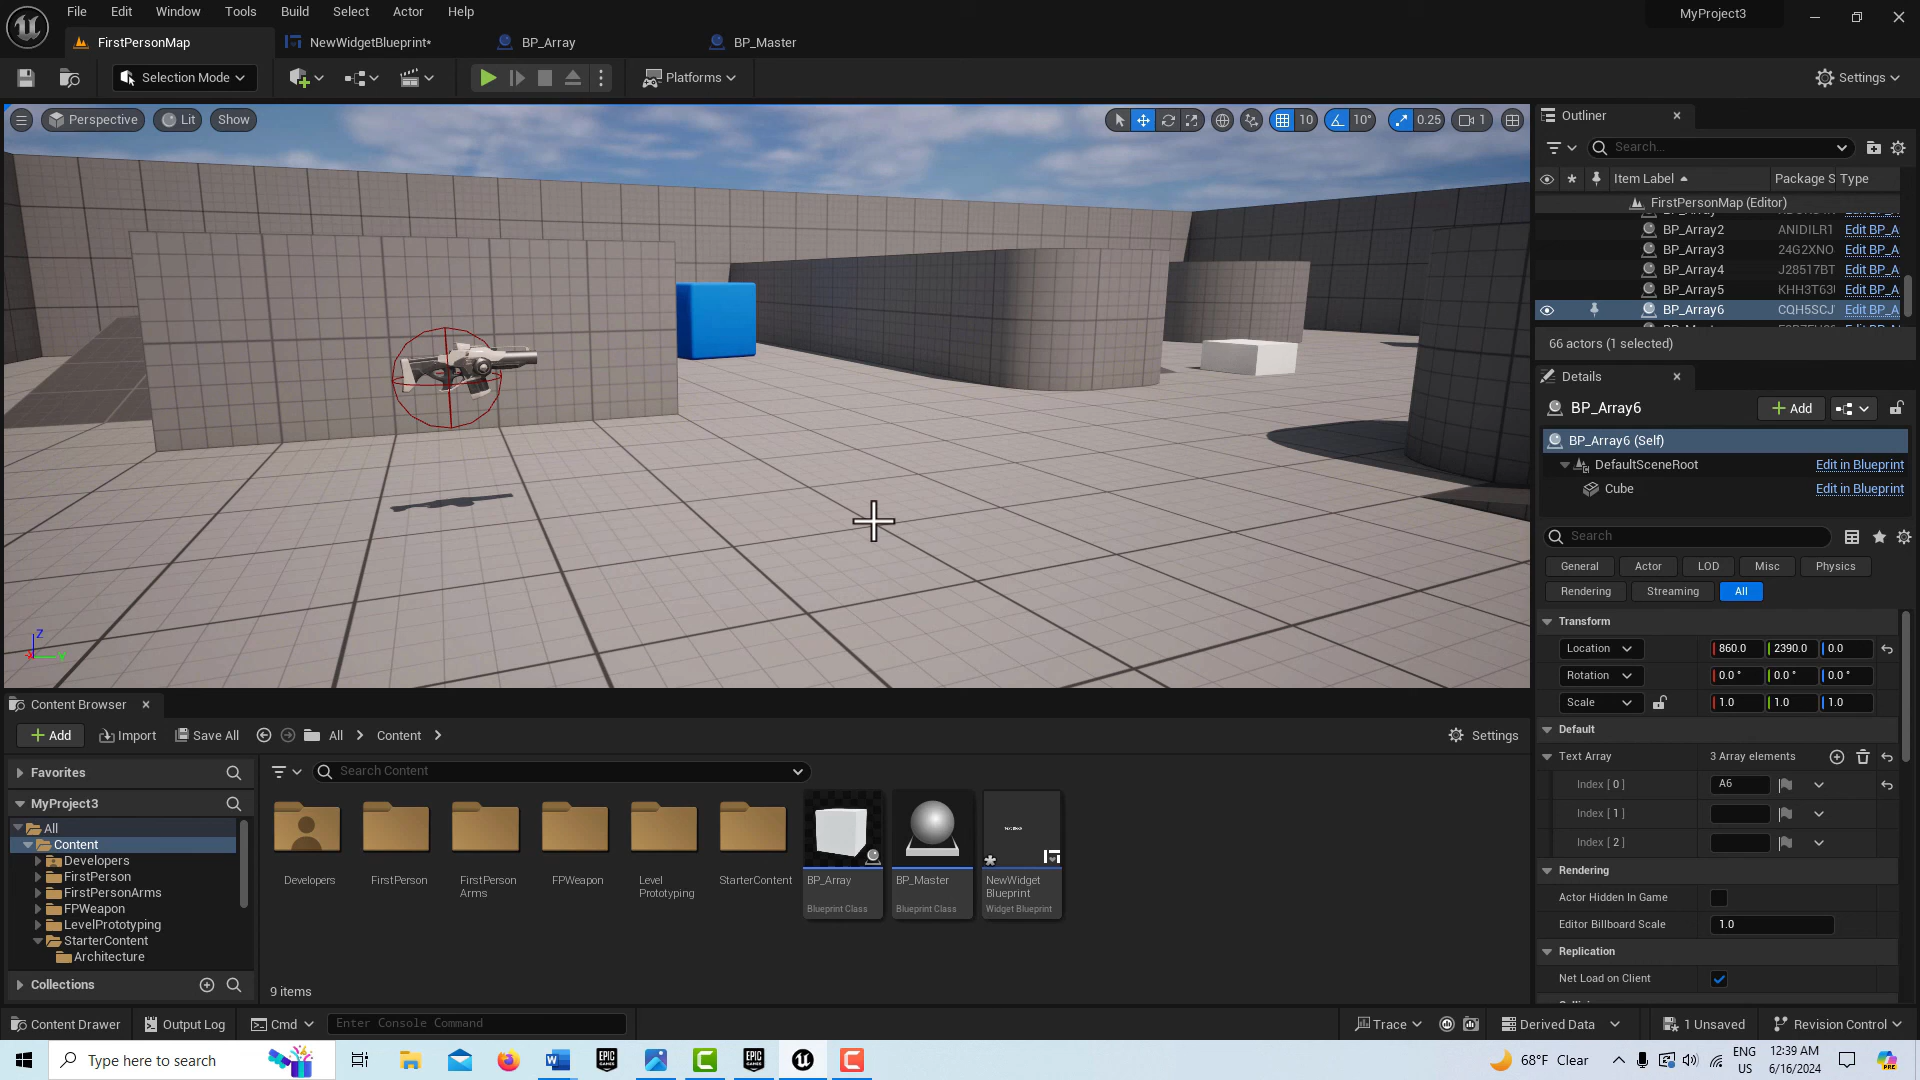 File Edit Window Tools Build Select Actor Help
MyProject3
FirstPersonMap
NewWidgetBlueprint*
BP_Array
BP_Master
Selection Mode
Platforms
Settings
Perspective
Lit
Show
10
10°
0.25
1
Outliner
Search...
Item Label
Package S
Type
FirstPersonMap (Editor)
BP_Array2 ANIDILR1 Edit BP_A
BP_Array3 24G2XNO Edit BP_A
BP_Array4 J28517BT Edit BP_A
BP_Array5 KHH3T63 Edit BP_A
BP_Array6 CQH5SCJ Edit BP_A
66 actors (1 selected)
Details
BP_Array6
Add
BP_Array6 (Self)
DefaultSceneRoot Edit in Blueprint
Cube Edit in Blueprint
Search
General Actor LOD Misc Physics
Rendering Streaming All
Transform
Location 860.0 2390.0 0.0
Rotation 0.0 ° 0.0 ° 0.0 °
Scale 1.0 1.0 1.0
Default
Text Array 3 Array elements
Index [ 0 ] A6
Index [ 1 ]
Index [ 2 ]
Rendering
Actor Hidden In Game
Editor Billboard Scale 1.0
Replication
Net Load on Client
Z
Content Browser
Add Import Save All All Content
Settings
Favorites
Search Content
MyProject3
All
Content
Developers
FirstPerson
FirstPersonArms
FPWeapon
LevelPrototyping
StarterContent
Architecture
Collections
Developers
FirstPerson
FirstPerson
Arms
FPWeapon
Level
Prototyping
StarterContent
BP_Array
Blueprint Class
BP_Master
Blueprint Class
NewWidget
Blueprint
Widget Blueprint
9 items
Content Drawer Output Log Cmd Enter Console Command
Trace Derived Data 1 Unsaved Revision Control
Type here to search
68°F Clear
ENG
US
12:39 AM
6/16/2024